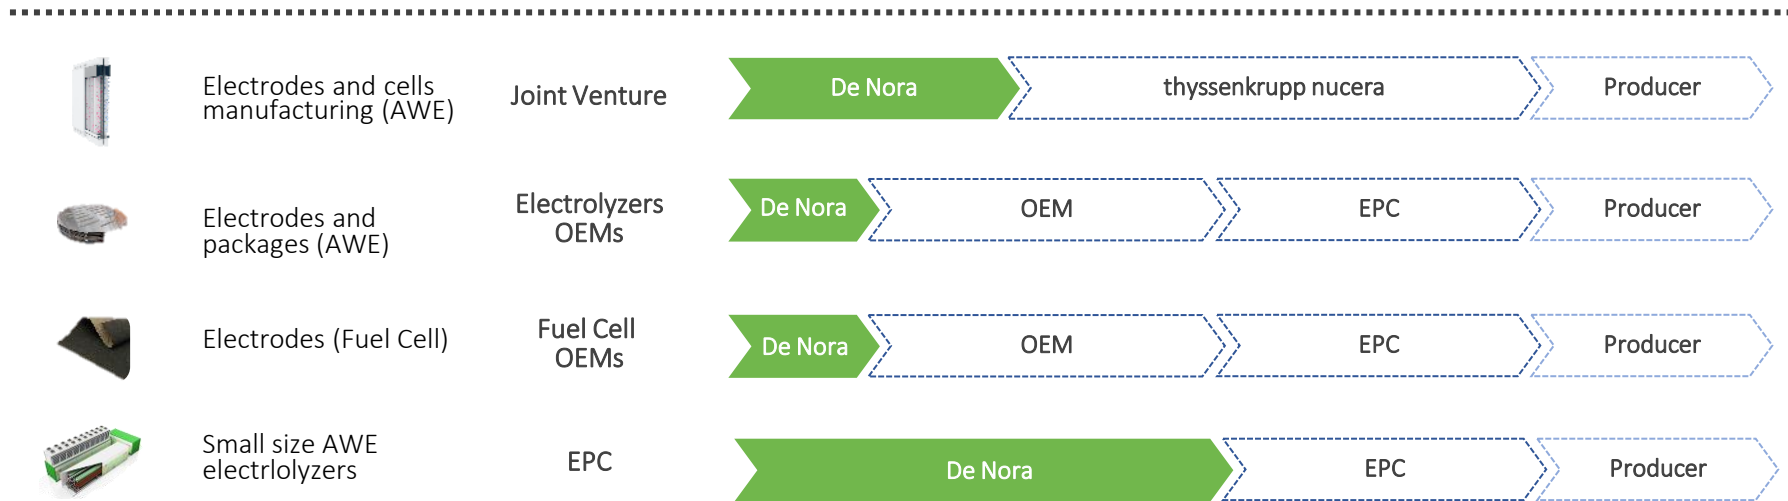 Electrodes and cells
manufacturing (AWE)
Joint Venture
De Nora
thyssenkrupp nucera
Producer
Electrodes and
packages (AWE)
Electrolyzers
OEMs
De Nora
OEM
EPC
Producer
Electrodes (Fuel Cell)
Fuel Cell
OEMs
De Nora
OEM
EPC
Producer
Small size AWE
electrlolyzers
EPC
De Nora
EPC
Producer